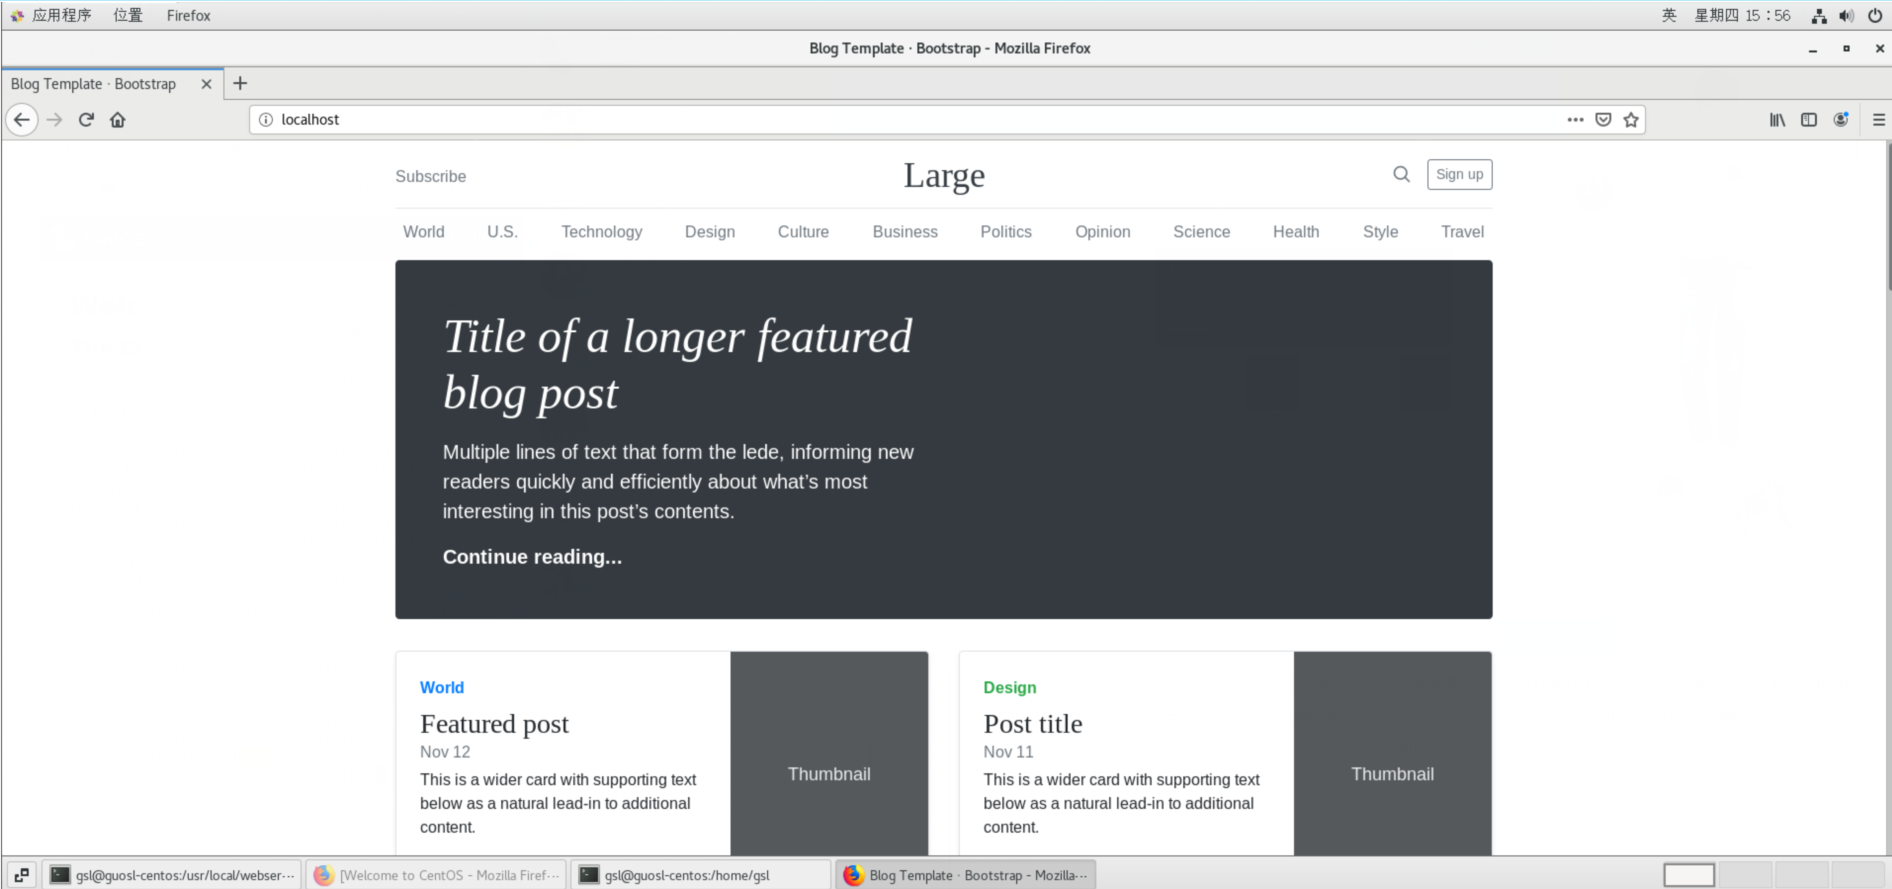 应用程序 位置 Firefox 英 星期四 15：56
Blog Template · Bootstrap - Mozilla Firefox
Blog Template · Bootstrap
localhost
Subscribe Large Sign up
World U.S. Technology Design Culture Business Politics Opinion Science Health Style Travel
Title of a longer featured
blog post
Multiple lines of text that form the lede, informing new
readers quickly and efficiently about what’s most
interesting in this post’s contents.
Continue reading...
World
Featured post
Nov 12
This is a wider card with supporting text
below as a natural lead-in to additional
content.
Thumbnail
Design
Post title
Nov 11
This is a wider card with supporting text
below as a natural lead-in to additional
content.
Thumbnail
gsl@guosl-centos:/usr/local/webser··· [Welcome to CentOS - Mozilla Firef··· gsl@guosl-centos:/home/gsl Blog Template · Bootstrap - Mozilla···